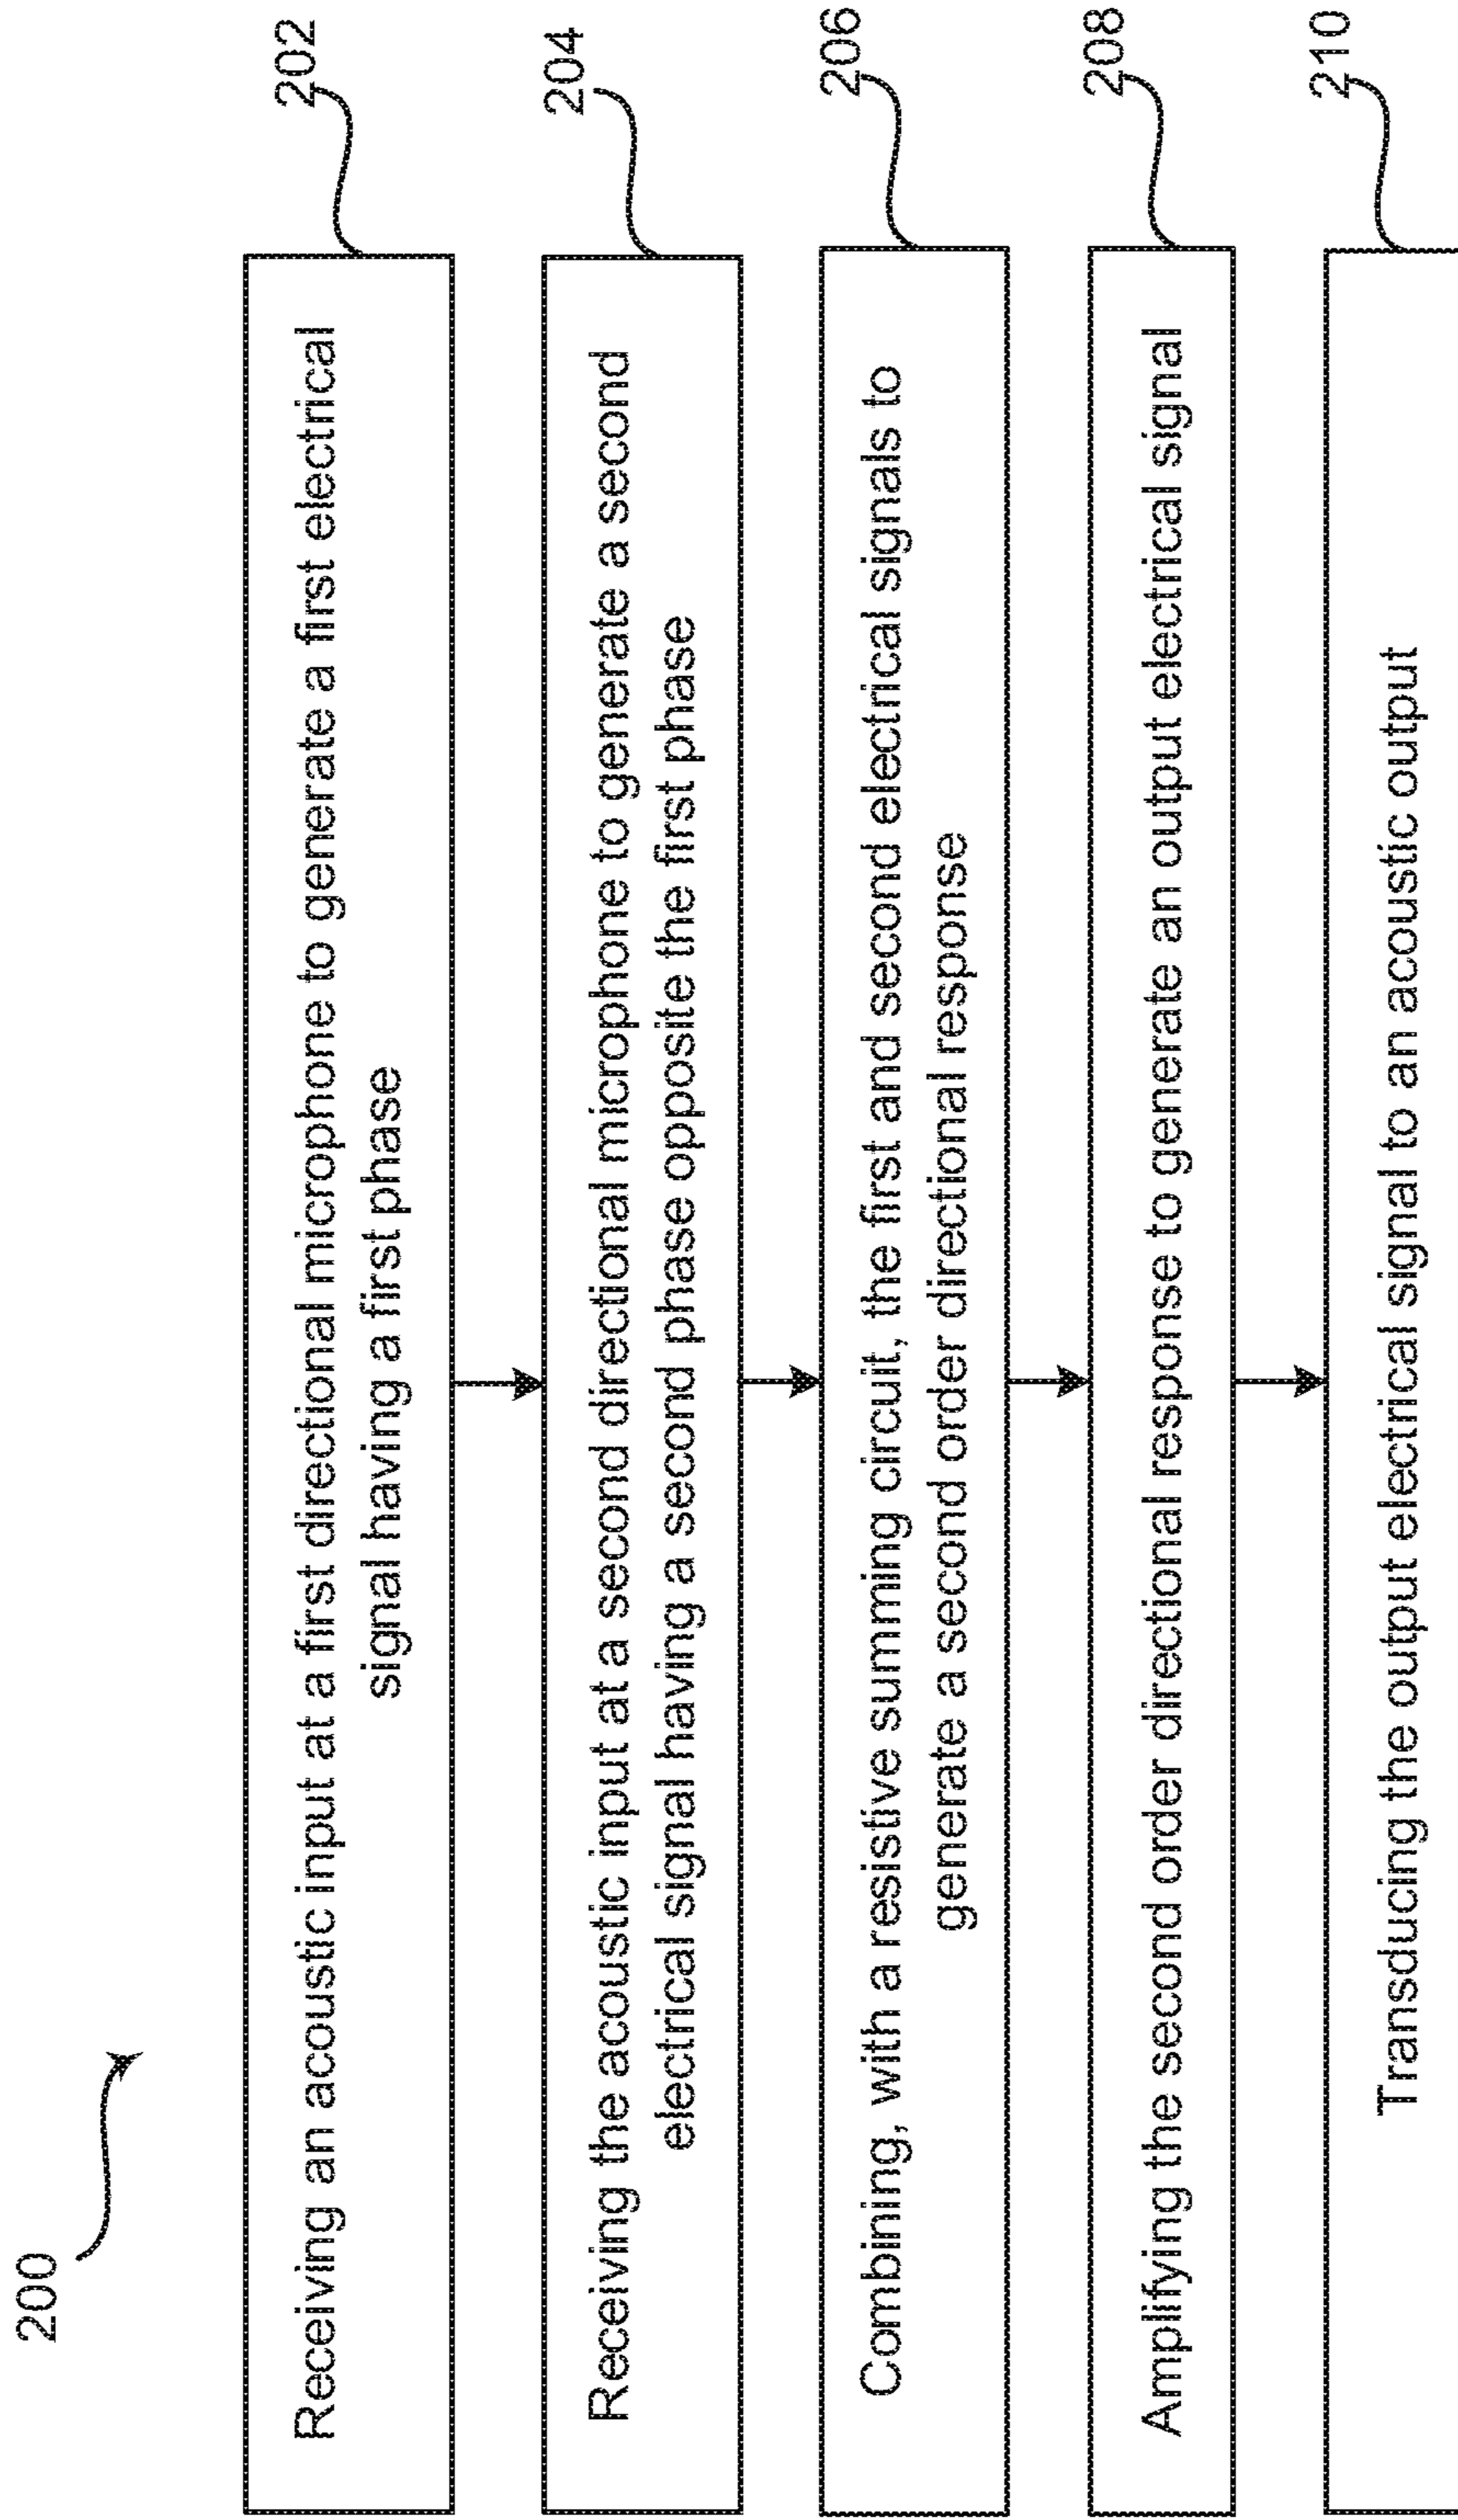 200
Receiving an acoustic input at a first directional microphone to generate a first electrical
signal having a first phase
202
Receiving the acoustic input at a second directional microphone to generate a second
electrical signal having a second phase opposite the first phase
204
Combining, with a resistive summing circuit, the first and second electrical signals to
generate a second order directional response
206
Amplifying the second order directional response to generate an output electrical signal
208
Transducing the output electrical signal to an acoustic output
210